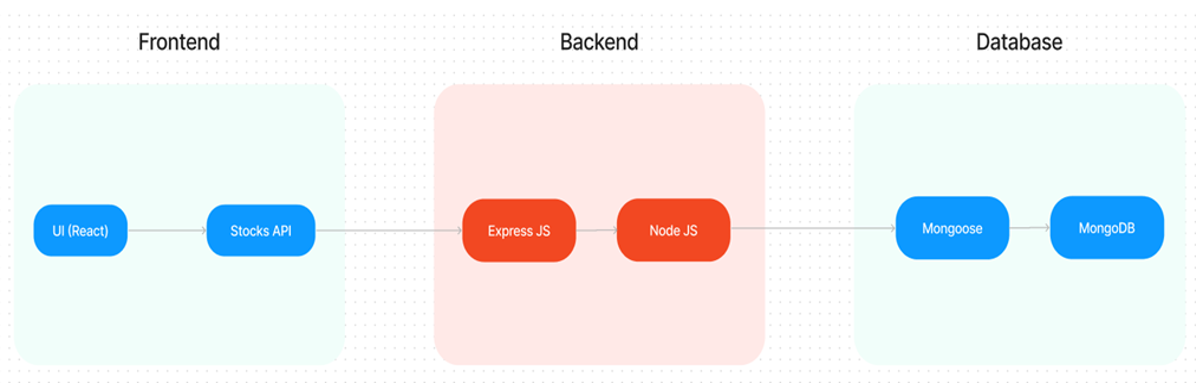 Frontend
Backend
Database
UI (React)
Stocks API
Express JS
Node JS
Mongoose
MongoDB